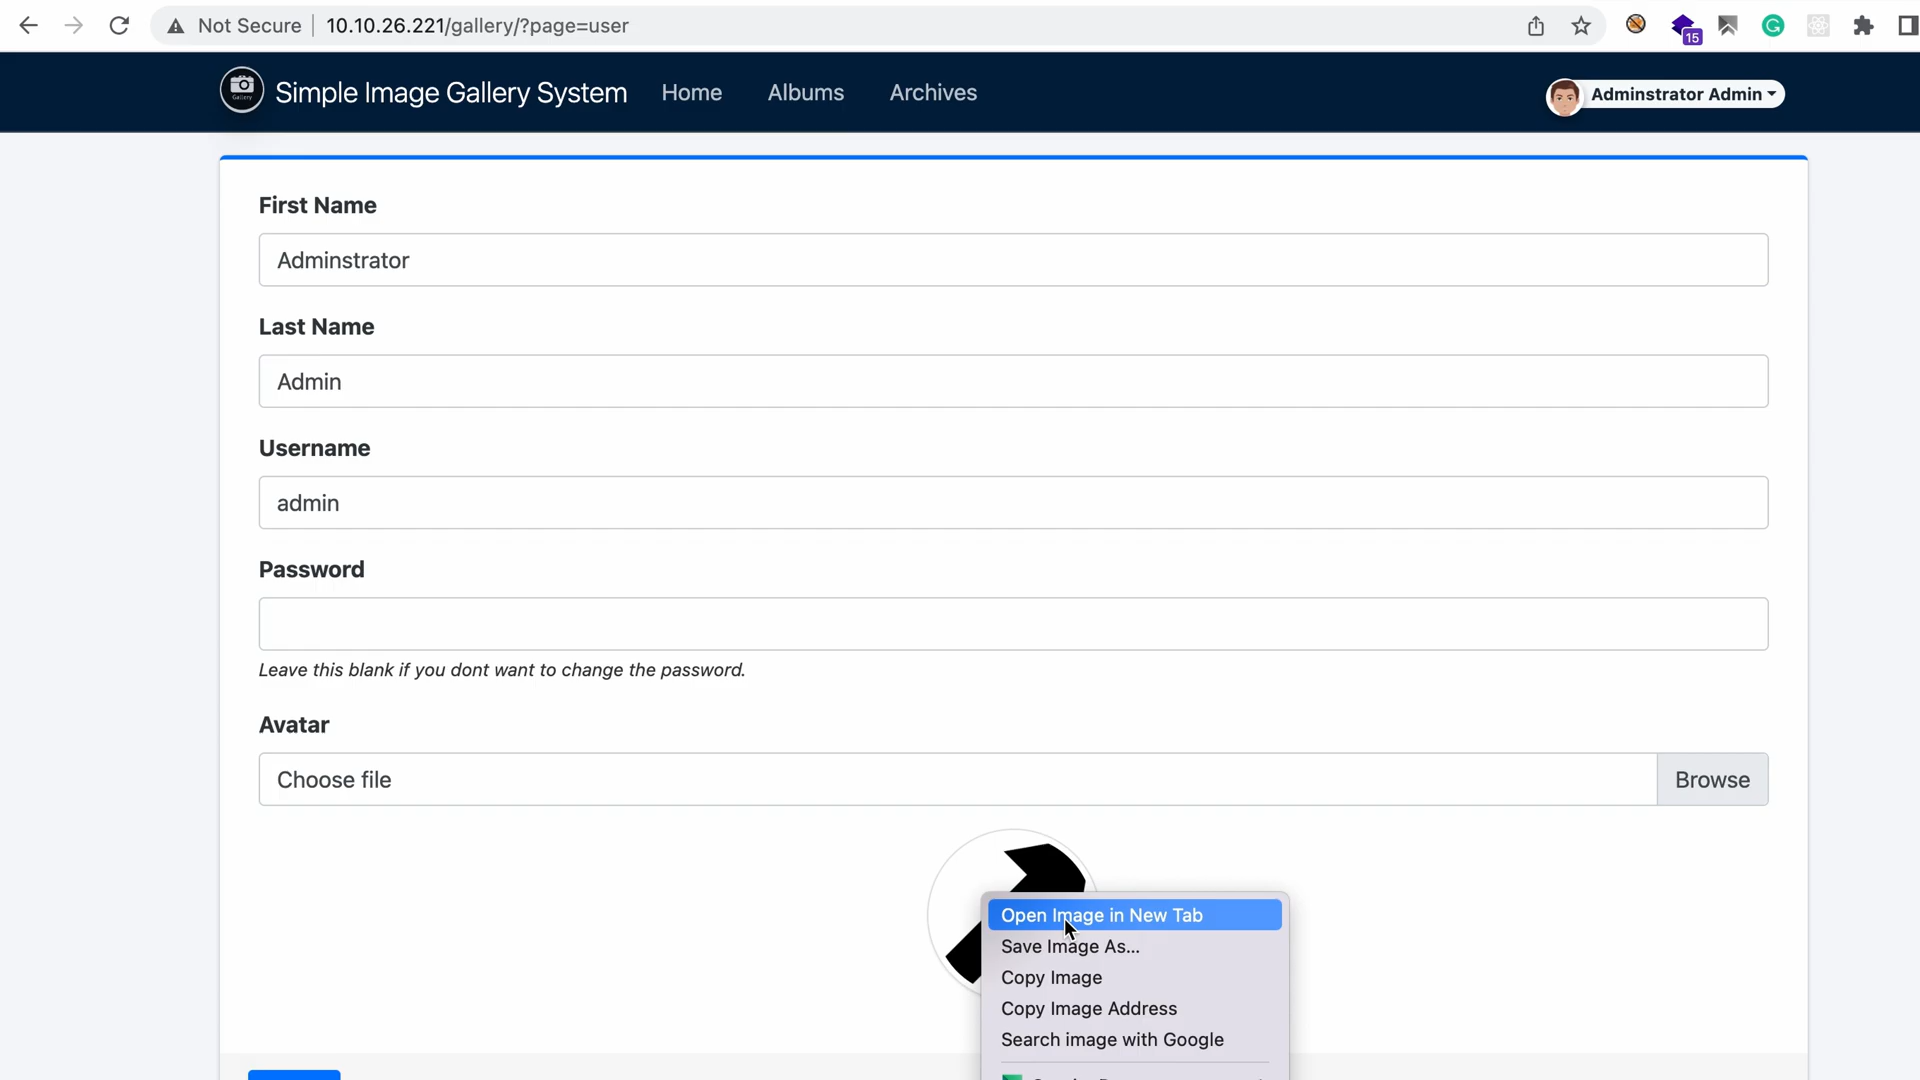 Not Secure
10.10.26.221/gallery/?page=user
15
Gallery
Simple Image Gallery System
Home
Albums
Archives
Adminstrator Admin
First Name
Adminstrator
Last Name
Admin
Username
admin
Password
Leave this blank if you dont want to change the password.
Avatar
Choose file
Browse
Open Image in New Tab
Save Image As...
Copy Image
Copy Image Address
Search image with Google